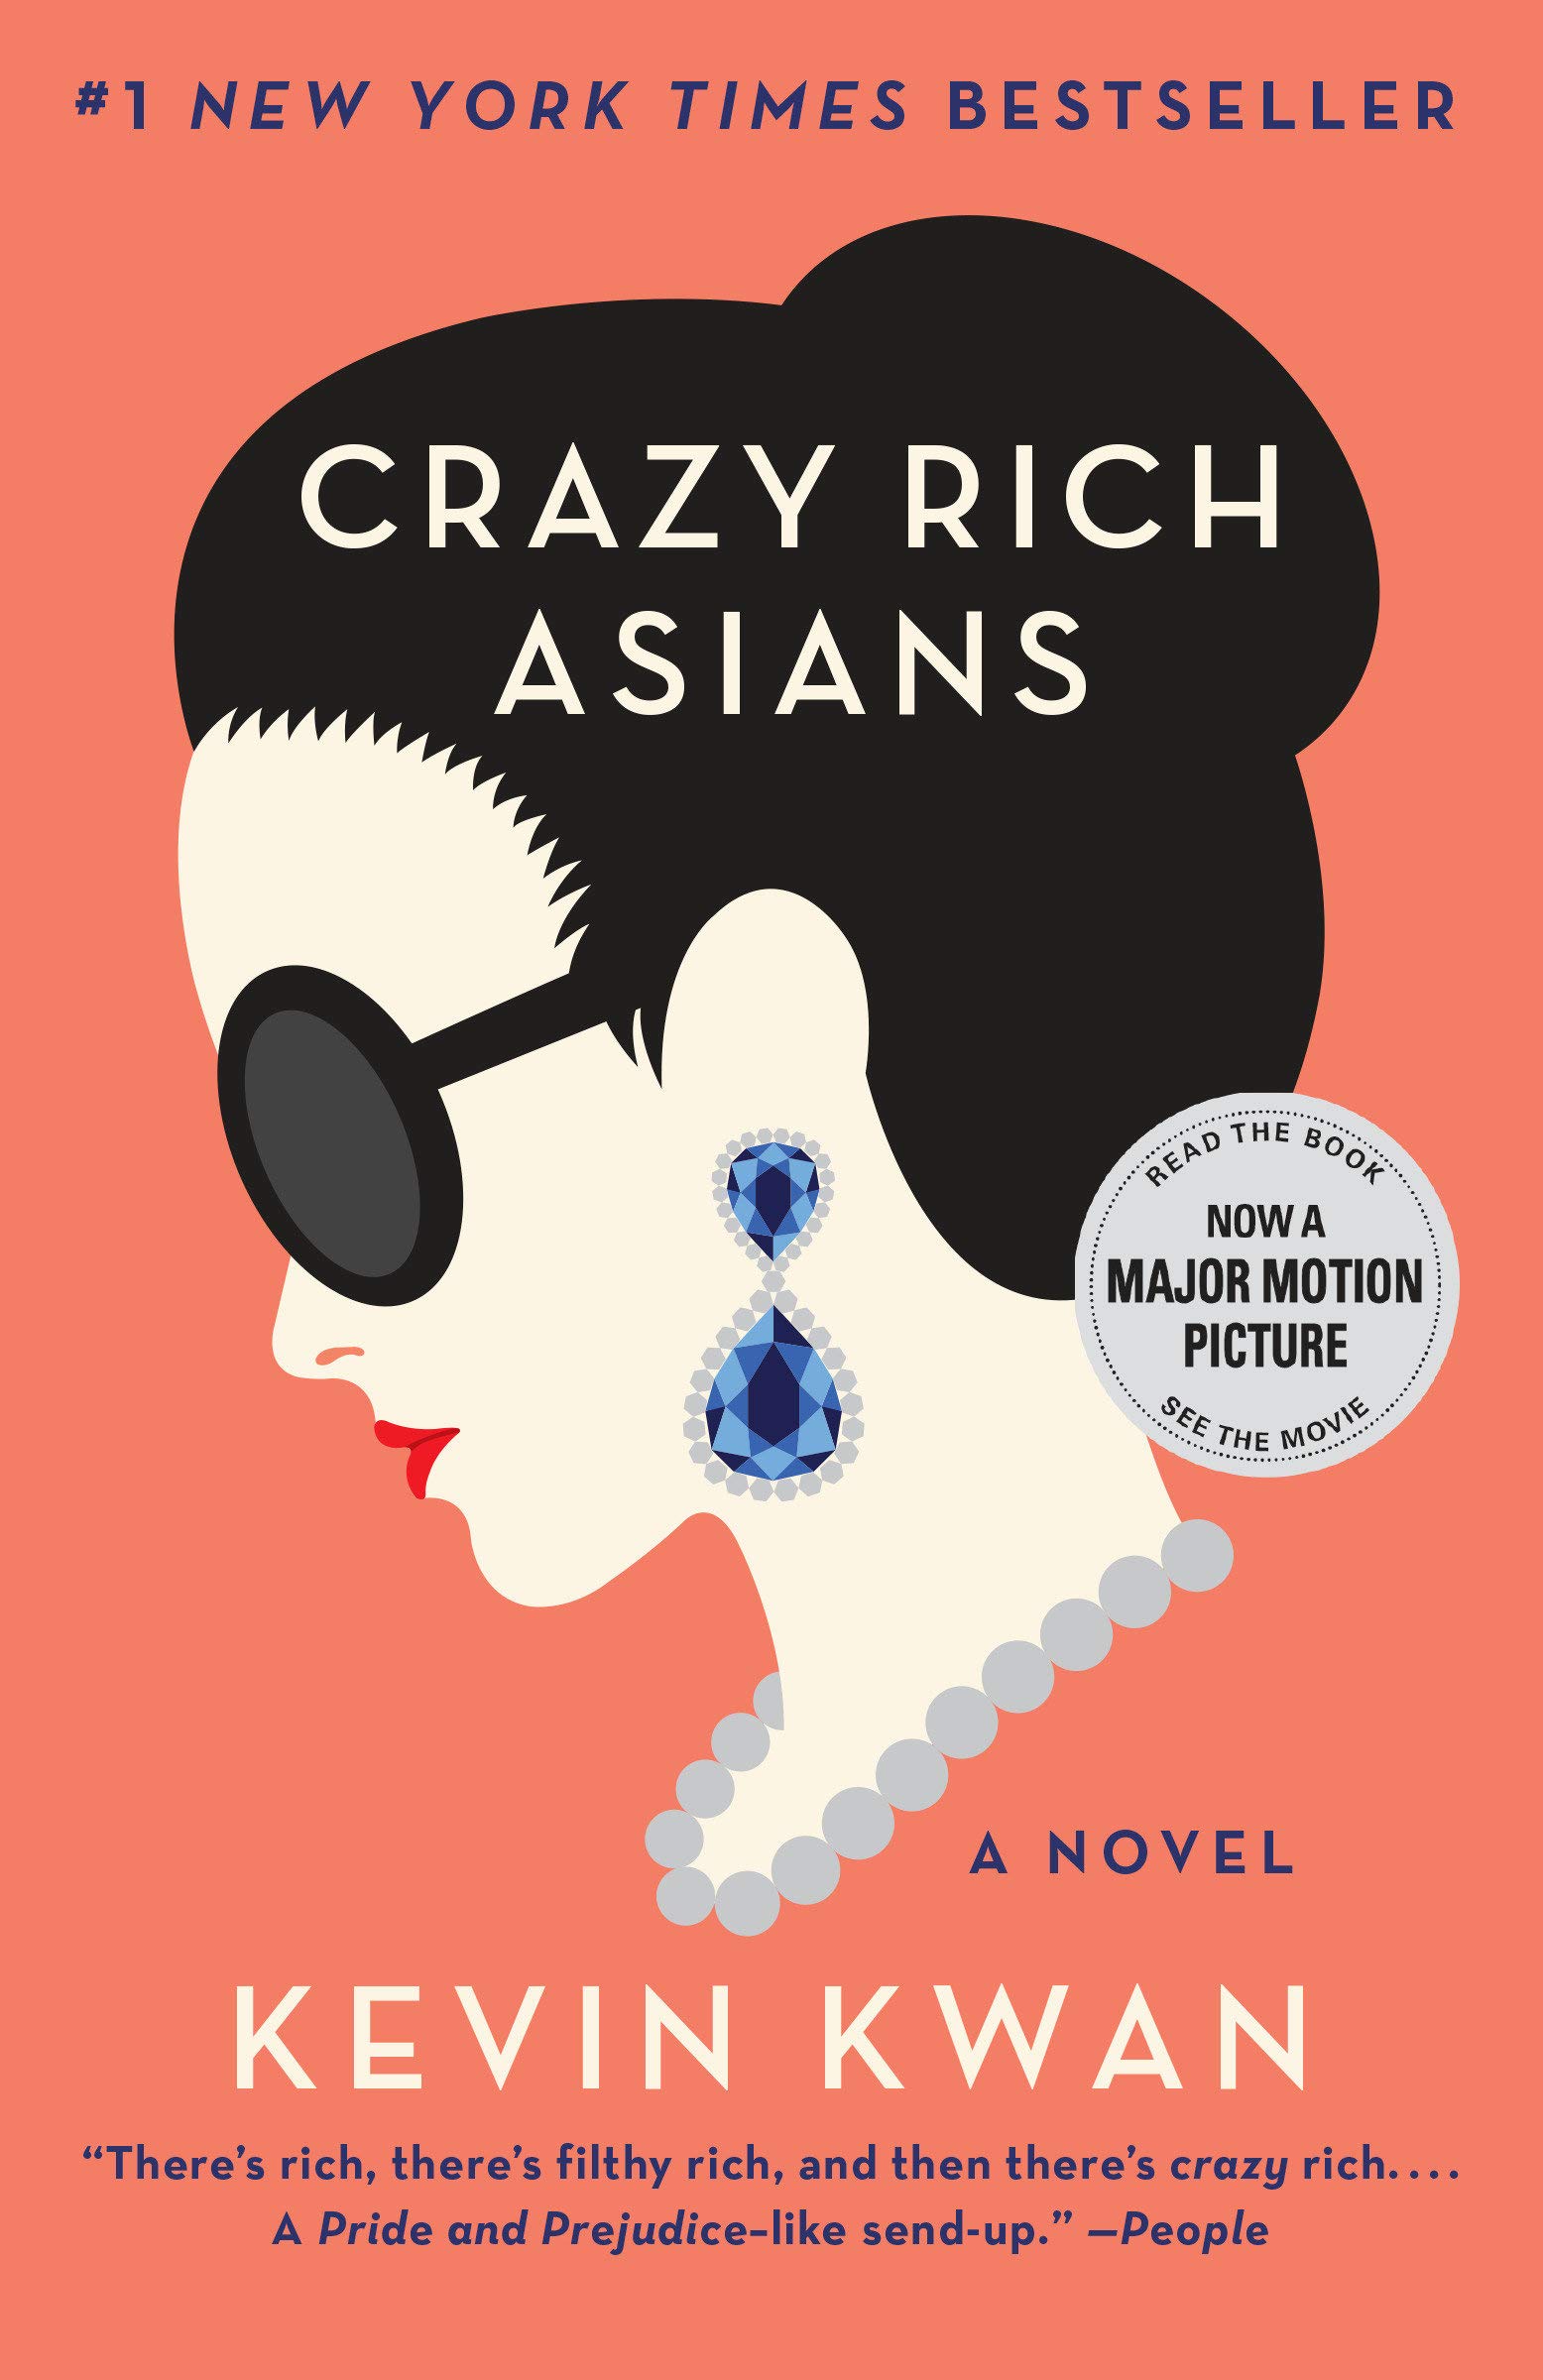 #1 NEW YORK TIMES BESTSELLER
CRAZY RICH
ASIANS
READ THE BOOK
NOW A
MAJOR MOTION
PICTURE
SEE THE MOVIE
A NOVEL
KEVIN KWAN
“There’s rich, there’s filthy rich, and then there’s crazy rich. . . .
A Pride and Prejudice–like send-up.” —People